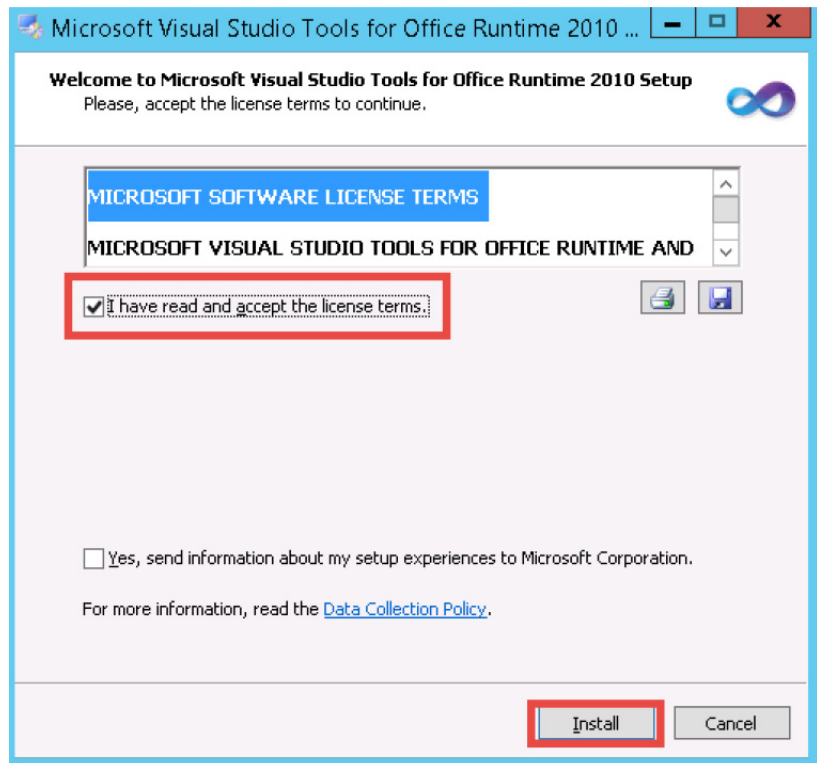 Microsoft Visual Studio Tools for Office Runtime 2010 ...
Welcome to Microsoft Visual Studio Tools for Office Runtime 2010 Setup
Please, accept the license terms to continue.
MICROSOFT SOFTWARE LICENSE TERMS
MICROSOFT VISUAL STUDIO TOOLS FOR OFFICE RUNTIME AND
I have read and accept the license terms.
Yes, send information about my setup experiences to Microsoft Corporation.
For more information, read the Data Collection Policy.
Install Cancel